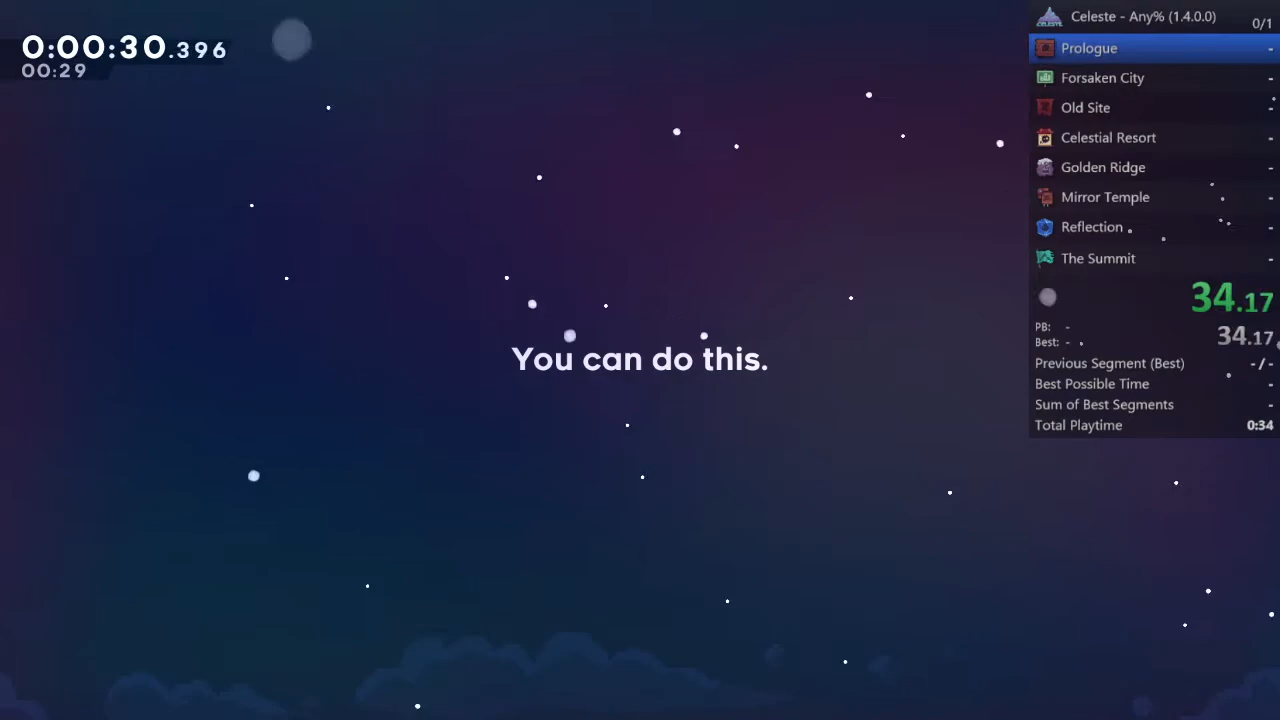 0:00:30.396
00:29
Celeste - Any% (1.4.0.0)
0/1
CELESTE
Prologue -
Forsaken City -
Old Site -
Celestial Resort -
Golden Ridge -
Mirror Temple -
Reflection -
The Summit -
34.17
PB: -
Best: -
34.17
Previous Segment (Best) - / -
Best Possible Time -
Sum of Best Segments -
Total Playtime 0:34
You can do this.